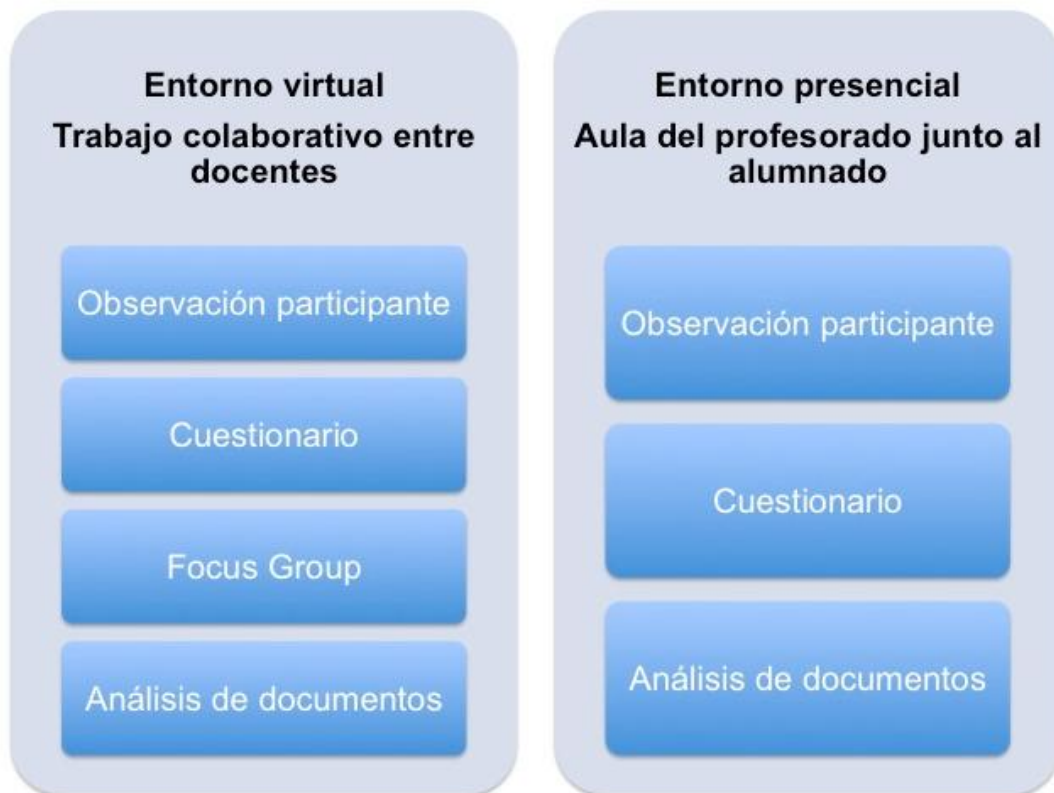 Entorno virtual
Trabajo colaborativo entre
docentes
Observación participante
Cuestionario
Focus Group
Análisis de documentos
Entorno presencial
Aula del profesorado junto al
alumnado
Observación participante
Cuestionario
Análisis de documentos